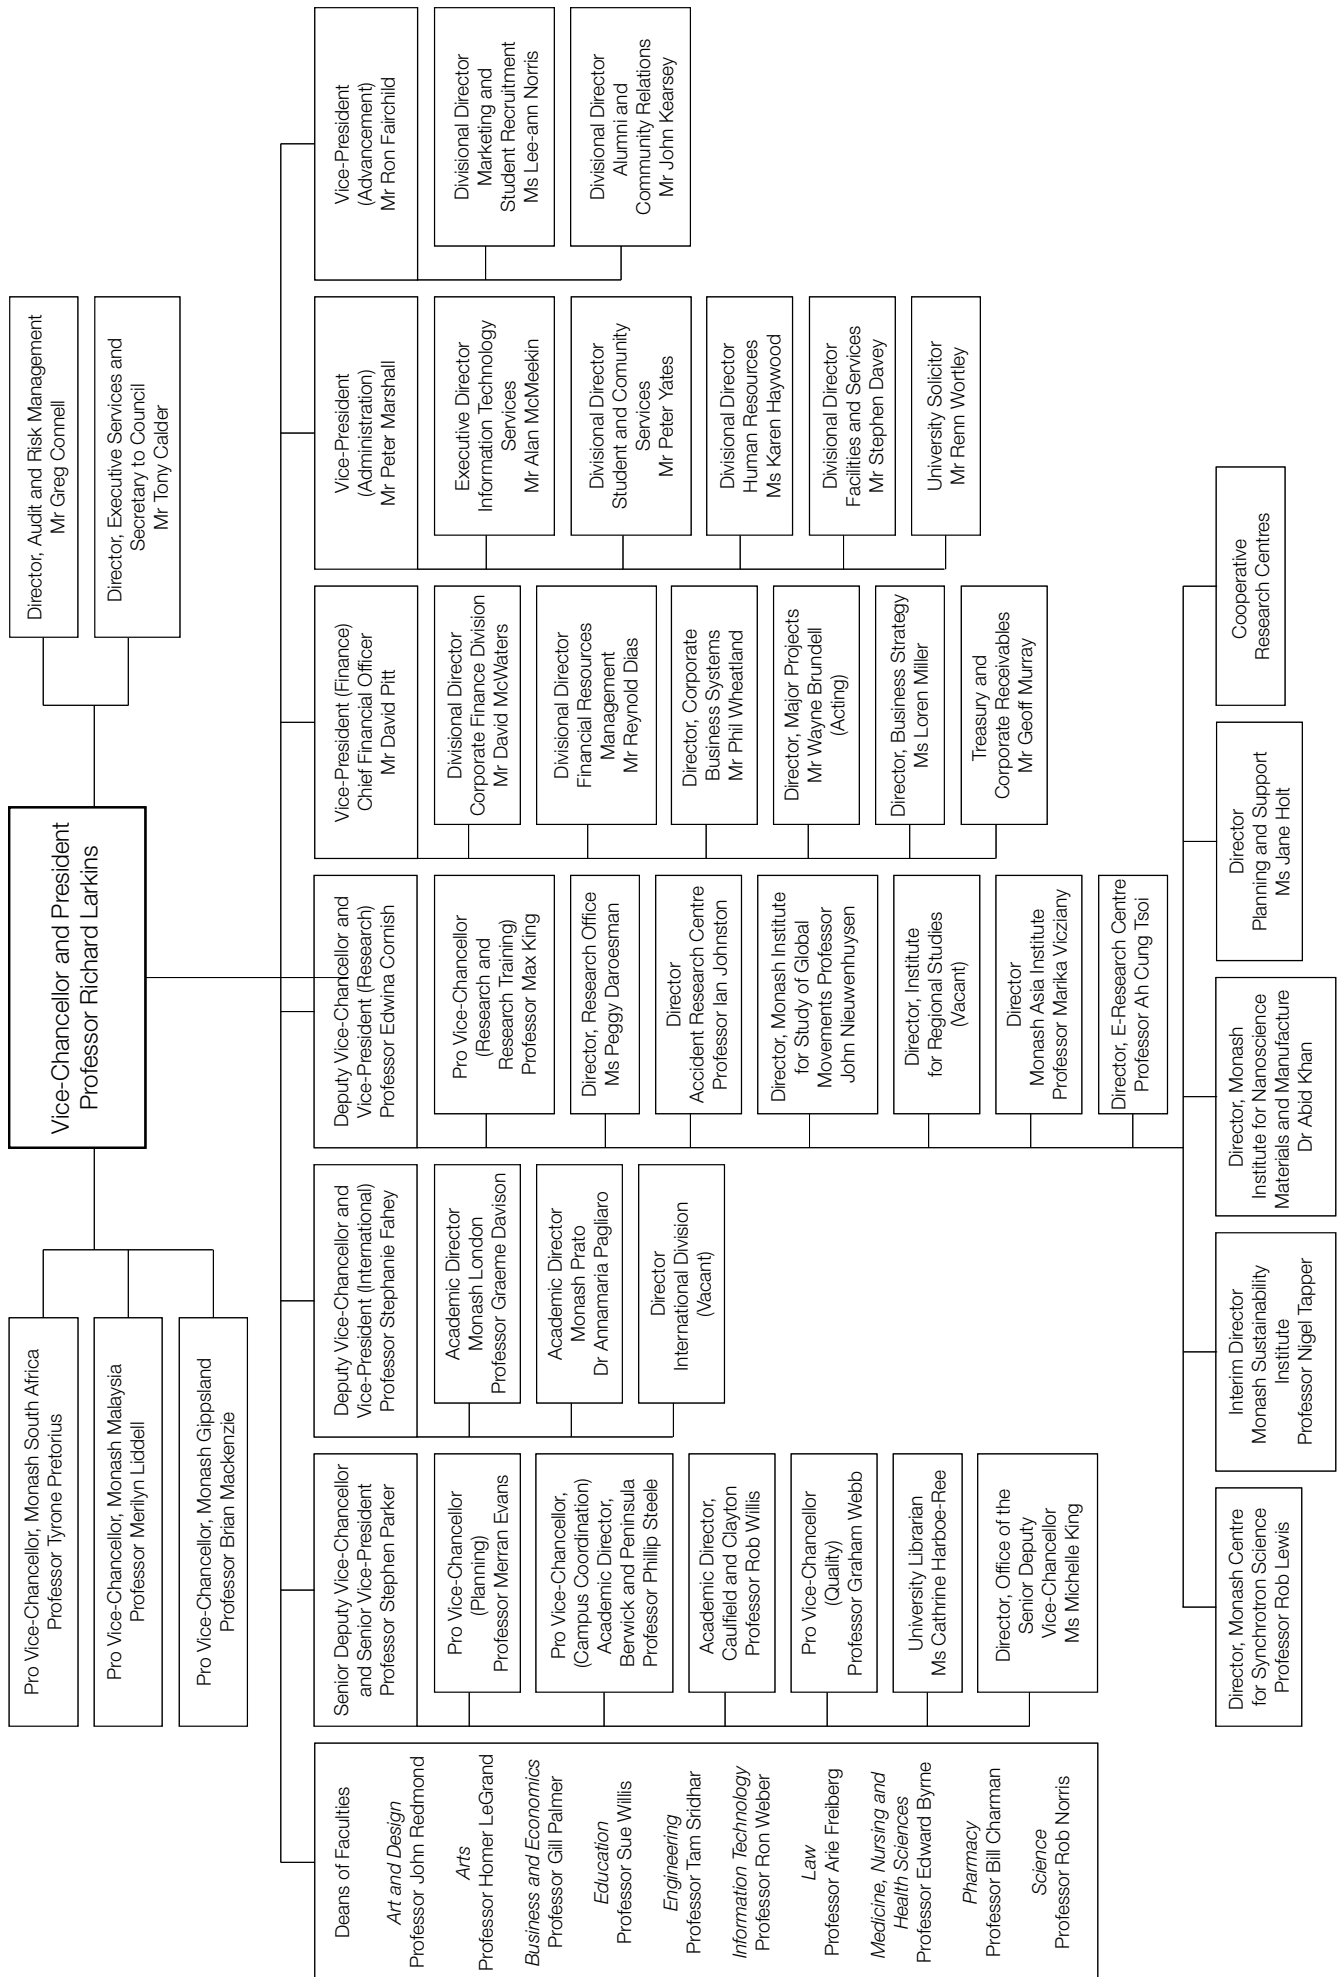 Vice-Chancellor and President
Professor Richard Larkins
Pro Vice-Chancellor, Monash South Africa
Professor Tyrone Pretorius
Pro Vice-Chancellor, Monash Malaysia
Professor Merilyn Liddell
Pro Vice-Chancellor, Monash Gippsland
Professor Brian Mackenzie
Director, Audit and Risk Management
Mr Greg Connell
Director, Executive Services and
Secretary to Council
Mr Tony Calder
Deans of Faculties
Art and Design
Professor John Redmond
Arts
Professor Homer LeGrand
Business and Economics
Professor Gill Palmer
Education
Professor Sue Willis
Engineering
Professor Tam Sridhar
Information Technology
Professor Ron Weber
Law
Professor Arie Freiberg
Medicine, Nursing and
Health Sciences
Professor Edward Byrne
Pharmacy
Professor Bill Charman
Science
Professor Rob Norris
Senior Deputy Vice-Chancellor
and Senior Vice-President
Professor Stephen Parker
Pro Vice-Chancellor
(Planning)
Professor Merran Evans
Pro Vice-Chancellor,
(Campus Coordination)
Academic Director,
Berwick and Peninsula
Professor Phillip Steele
Academic Director,
Caulfield and Clayton
Professor Rob Willis
Pro Vice-Chancellor
(Quality)
Professor Graham Webb
University Librarian
Ms Cathrine Harboe-Ree
Director, Office of the
Senior Deputy
Vice-Chancellor
Ms Michelle King
Deputy Vice-Chancellor and
Vice-President (International)
Professor Stephanie Fahey
Academic Director
Monash London
Professor Graeme Davison
Academic Director
Monash Prato
Dr Annamaria Pagliaro
Director
International Division
(Vacant)
Deputy Vice-Chancellor and
Vice-President (Research)
Professor Edwina Cornish
Pro Vice-Chancellor
(Research and
Research Training)
Professor Max King
Director, Research Office
Ms Peggy Daroesman
Director
Accident Research Centre
Professor Ian Johnston
Director, Monash Institute
for Study of Global
Movements Professor
John Nieuwenhuysen
Director, Institute
for Regional Studies
(Vacant)
Director
Monash Asia Institute
Professor Marika Vicziany
Director, E-Research Centre
Professor Ah Cung Tsoi
Director, Monash Centre
for Synchrotron Science
Professor Rob Lewis
Interim Director
Monash Sustainability
Institute
Professor Nigel Tapper
Director, Monash
Institute for Nanoscience
Materials and Manufacture
Dr Abid Khan
Director
Planning and Support
Ms Jane Holt
Cooperative
Research Centres
Vice-President (Finance)
Chief Financial Officer
Mr David Pitt
Divisional Director
Corporate Finance Division
Mr David McWaters
Divisional Director
Financial Resources
Management
Mr Reynold Dias
Director, Corporate
Business Systems
Mr Phil Wheatland
Director, Major Projects
Mr Wayne Brundell
(Acting)
Director, Business Strategy
Ms Loren Miller
Treasury and
Corporate Receivables
Mr Geoff Murray
Vice-President
(Administration)
Mr Peter Marshall
Executive Director
Information Technology
Services
Mr Alan McMeekin
Divisional Director
Student and Comunity
Services
Mr Peter Yates
Divisional Director
Human Resources
Ms Karen Haywood
Divisional Director
Facilities and Services
Mr Stephen Davey
University Solicitor
Mr Renn Wortley
Vice-President
(Advancement)
Mr Ron Fairchild
Divisional Director
Marketing and
Student Recruitment
Ms Lee-ann Norris
Divisional Director
Alumni and
Community Relations
Mr John Kearsey